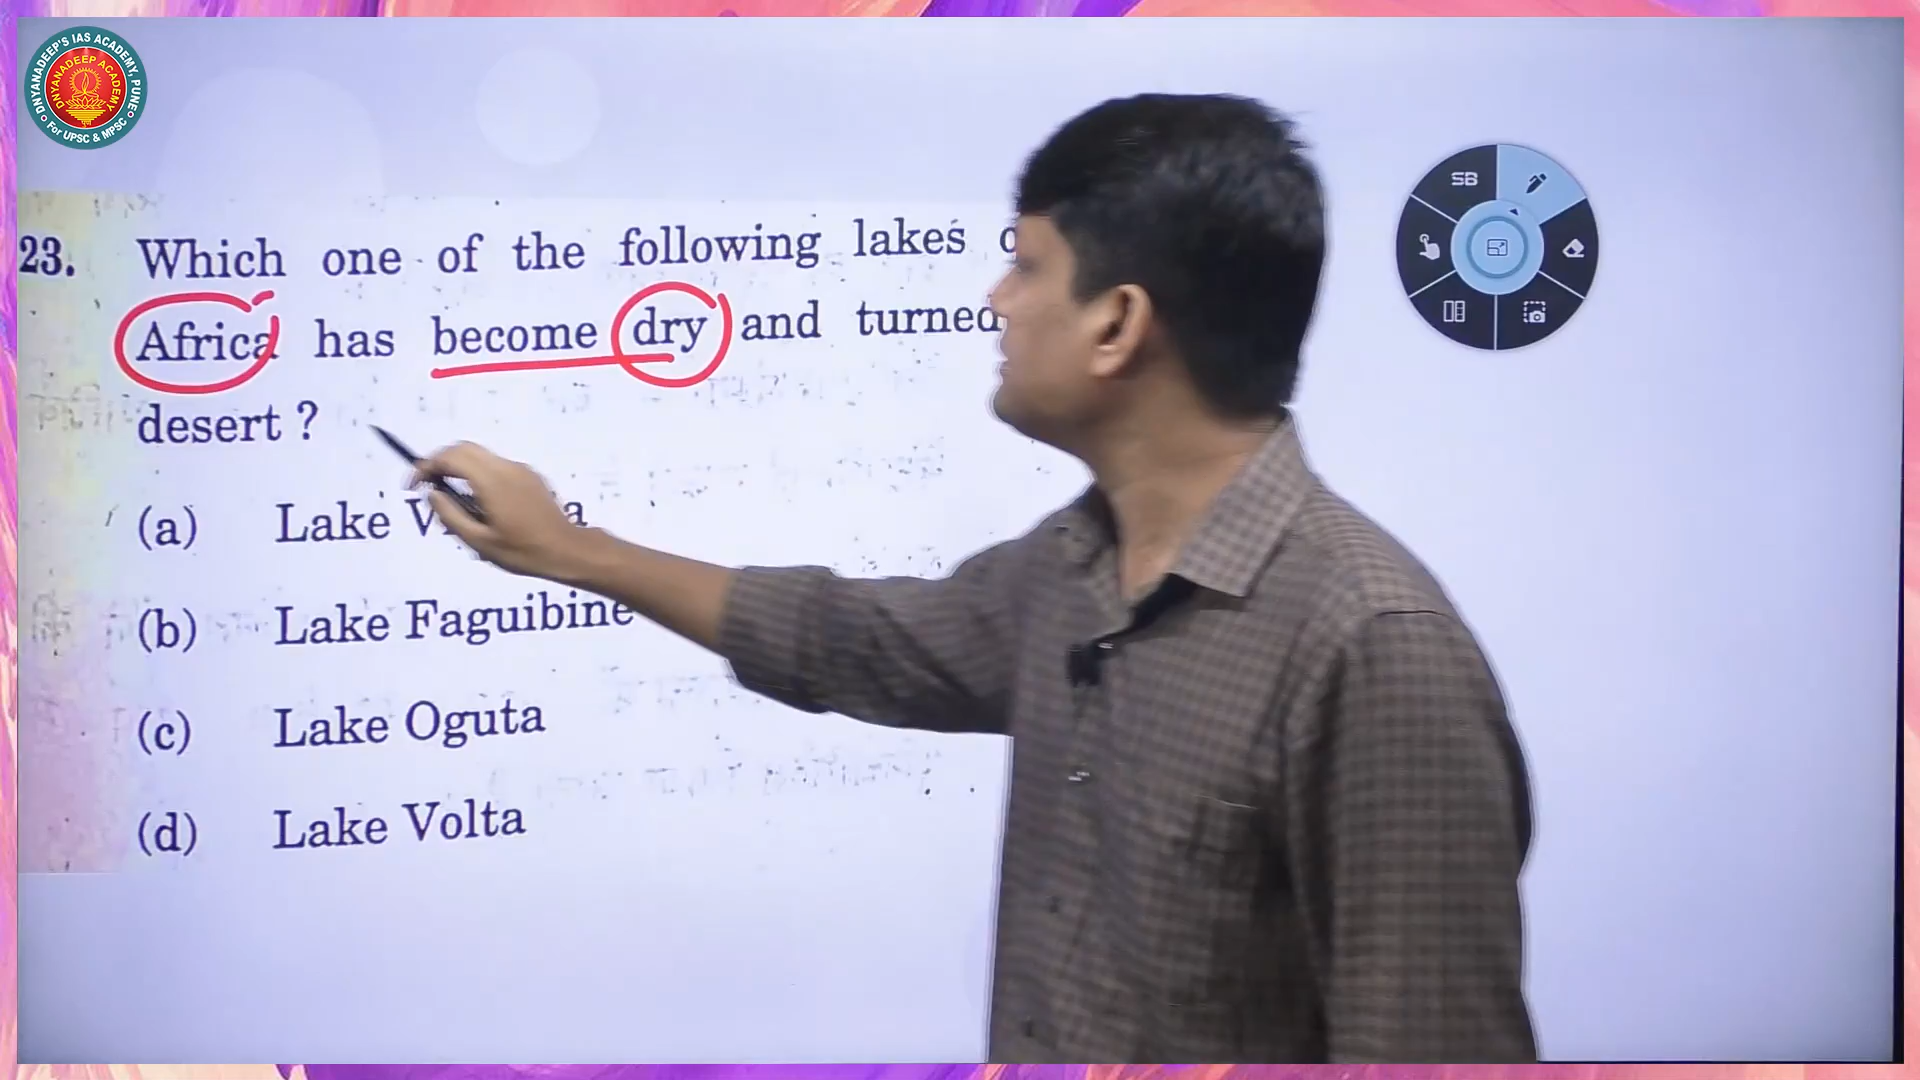 DNYANADEEP'S IAS ACADEMY, PUNE
DNYANADEEP ACADEMY
For UPSC & MPSC
SB
23. Which one of the following lakes
Africa has become dry and turned
desert ?
(a) Lake
(b) Lake Faguibine
(c) Lake Oguta
(d) Lake Volta